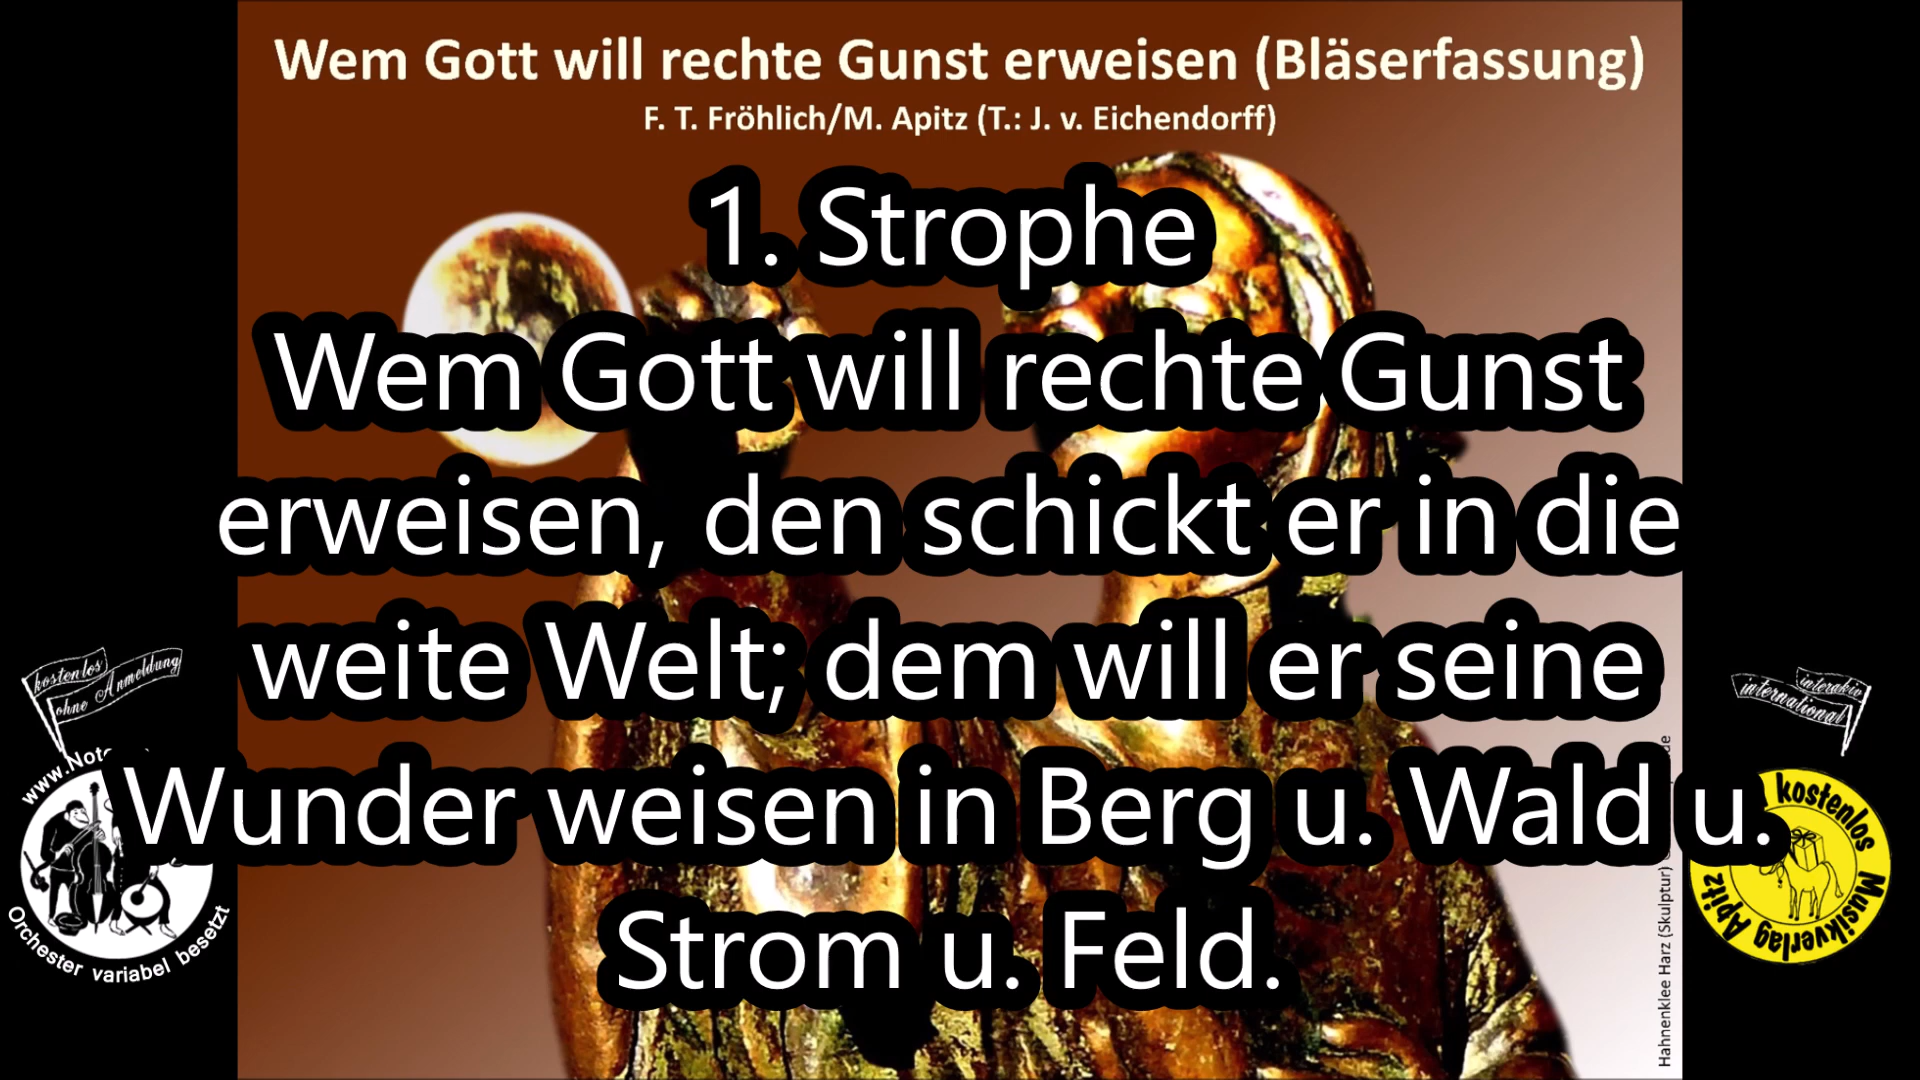 Wem Gott will rechte Gunst erweisen (Bläserfassung)
F. T. Fröhlich/M. Apitz (T.: J. v. Eichendorff)
1. Strophe
Wem Gott will rechte Gunst
erweisen, den schickt er in die
weite Welt; dem will er seine
Wunder weisen in Berg u. Wald u.
Strom u. Feld.
kostenlos
ohne Anmeldung
Orchester variabel besetzt
interaktiv
international
kostenlos
Musikverlag Apitz
Hahnenklee Harz (Skulptur)